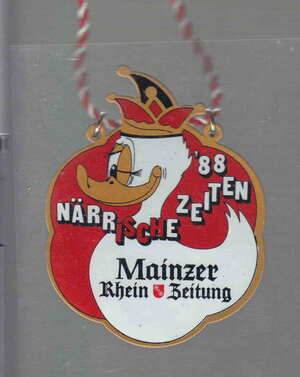 '88
NÄRRISCHE ZEITEN
Mainzer
Rhein Zeitung